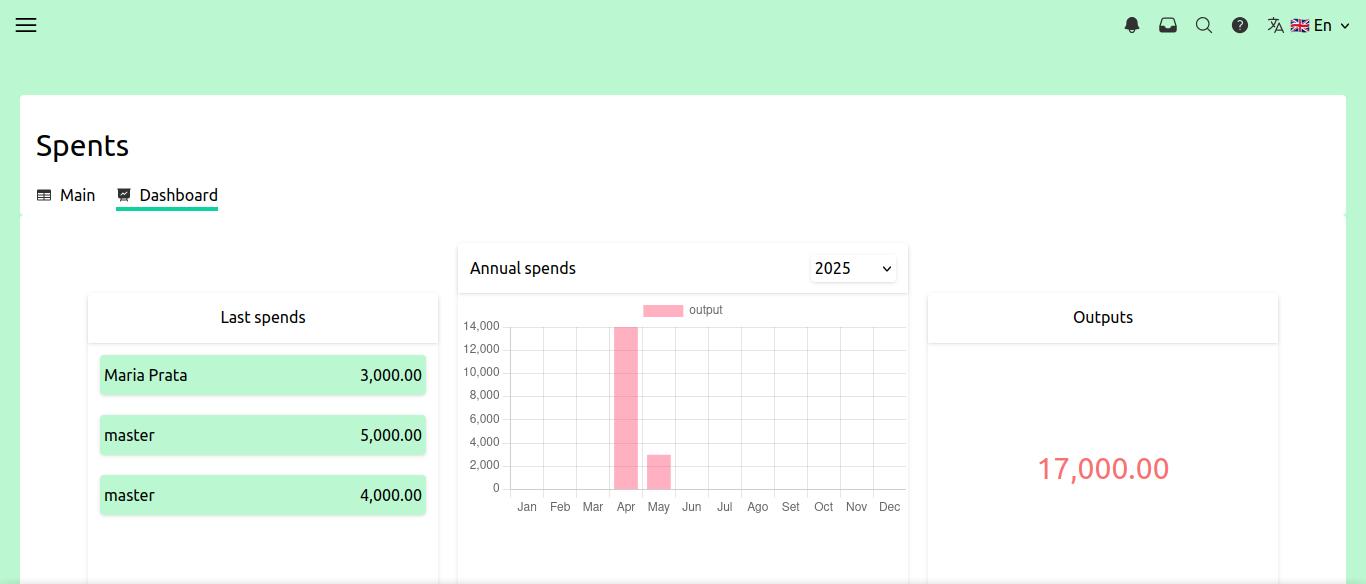 En
Spents
Main Dashboard
Last spends
Maria Prata 3,000.00
master 5,000.00
master 4,000.00
Annual spends 2025
output
14,000
12,000
10,000
8,000
6,000
4,000
2,000
0
Jan Feb Mar Apr May Jun Jul Ago Set Oct Nov Dec
Outputs
17,000.00